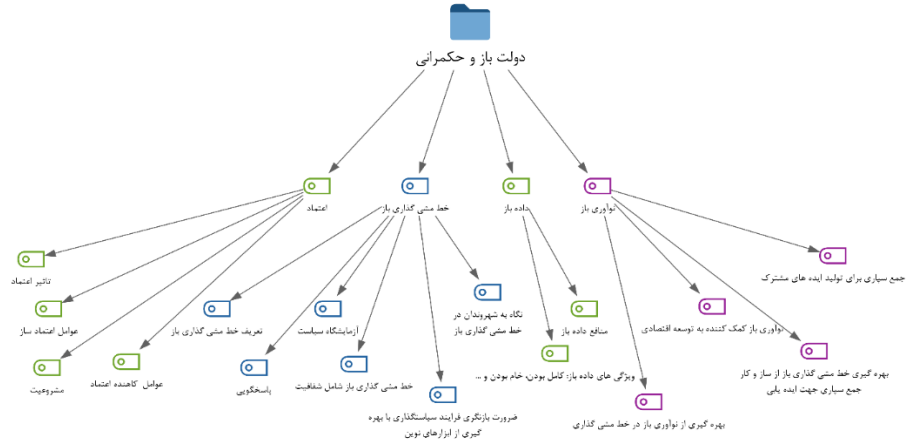 دولت باز و حکمرانی
نوآوری باز
داده باز
خط مشی گذاری باز
اعتماد
جمع سپاری برای تولید ایده های مشترک
نوآوری باز کمک کننده به توسعه اقتصادی
بهره گیری خط مشی گذاری باز از ساز و کار
جمع سپاری جهت ایده یابی
بهره گیری از نوآوری باز در خط مشی گذاری
منافع داده باز
ویژگی های داده باز: کامل بودن، خام بودن و ...
نگاه به شهروندان در
خط مشی گذاری باز
ضرورت بازنگری فرایند سیاستگذاری با بهره
گیری از ابزارهای نوین
خط مشی گذاری باز شامل شفافیت
آزمایشگاه سیاست
پاسخگویی
تعریف خط مشی گذاری باز
عوامل کاهنده اعتماد
مشروعیت
عوامل اعتماد ساز
تاثیر اعتماد